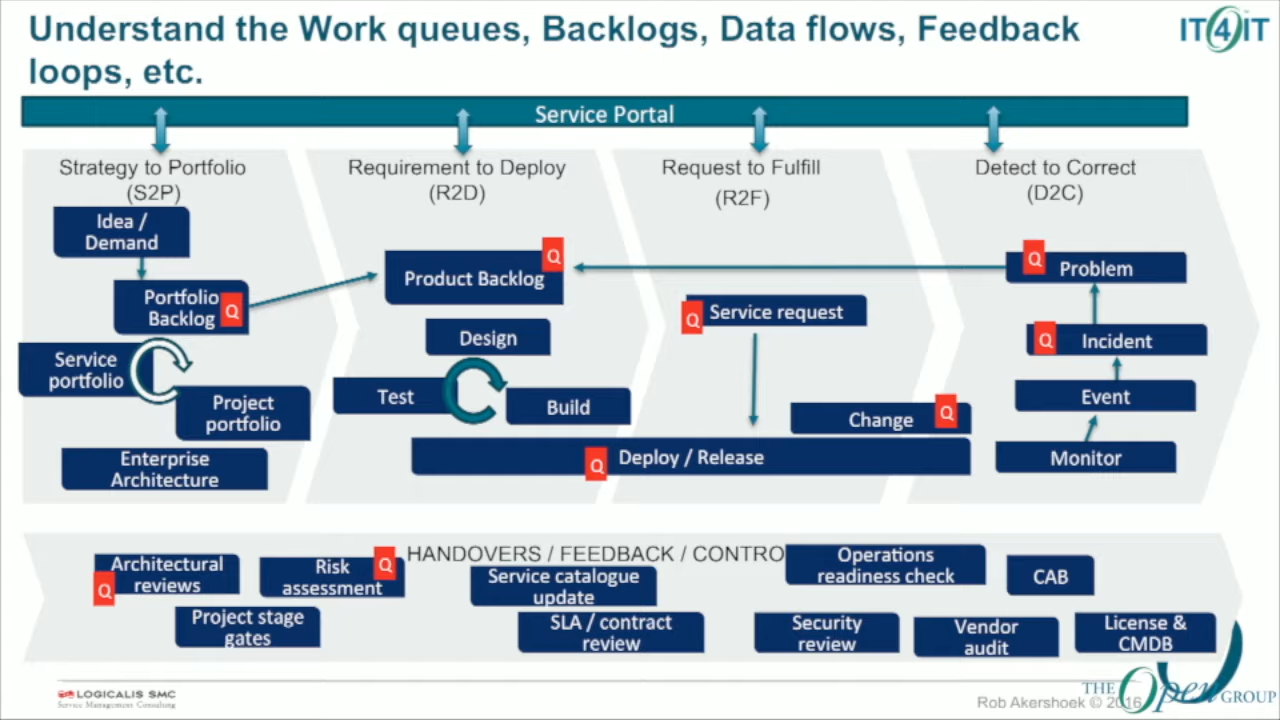 Understand the Work queues, Backlogs, Data flows, Feedback
loops, etc.
IT4IT
Service Portal
Strategy to Portfolio
(S2P)
Requirement to Deploy
(R2D)
Request to Fulfill
(R2F)
Detect to Correct
(D2C)
Idea /
Demand
Portfolio
Backlog
Q
Service
portfolio
Project
portfolio
Enterprise
Architecture
Q
Product Backlog
Design
Test
Build
Q
Service request
Q
Change
Q
Deploy / Release
Q
Problem
Q
Incident
Event
Monitor
HANDOVERS / FEEDBACK / CONTRO
Architectural
reviews
Q
Risk
assessment
Q
Project stage
gates
Service catalogue
update
SLA / contract
review
Operations
readiness check
CAB
Security
review
Vendor
audit
License &
CMDB
LOGICALIS SMC
Service Management Consulting
Rob Akershoek © 2016
THE Open GROUP